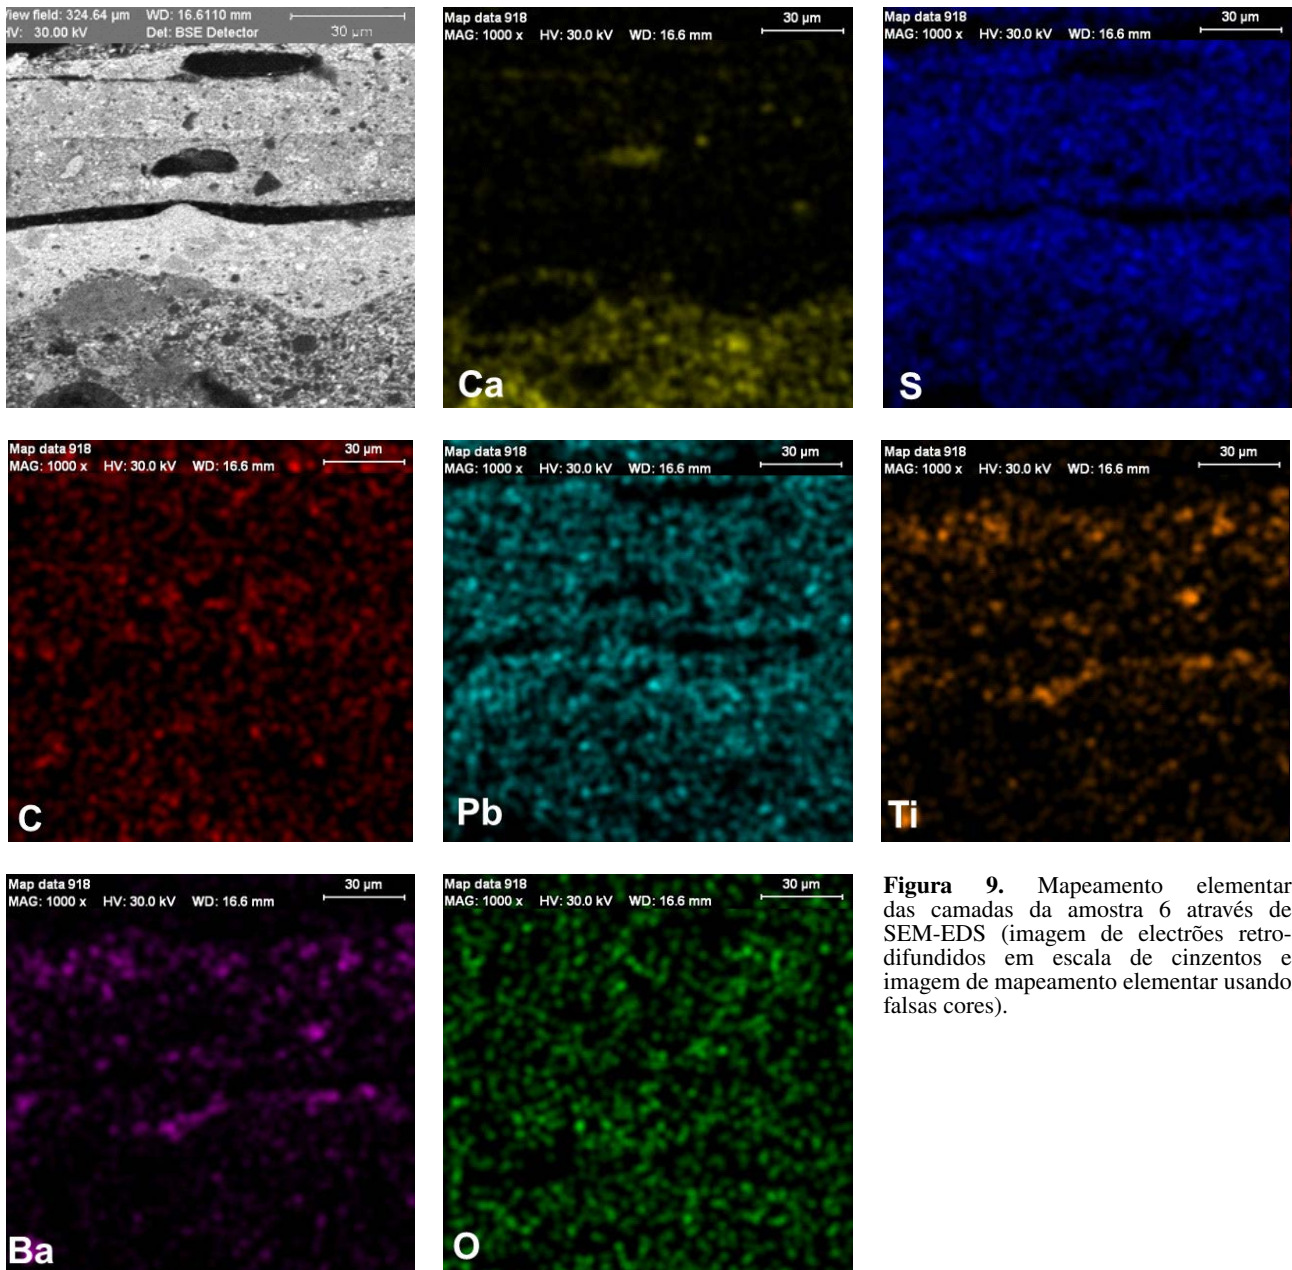 View field: 324.64 µm WD: 16.6110 mm
HV: 30.00 kV Det: BSE Detector 30 µm
Map data 918 30 µm
MAG: 1000 x HV: 30.0 kV WD: 16.6 mm
Ca
Map data 918 30 µm
MAG: 1000 x HV: 30.0 kV WD: 16.6 mm
S
Map data 918 30 µm
MAG: 1000 x HV: 30.0 kV WD: 16.6 mm
C
Map data 918 30 µm
MAG: 1000 x HV: 30.0 kV WD: 16.6 mm
Pb
Map data 918 30 µm
MAG: 1000 x HV: 30.0 kV WD: 16.6 mm
Ti
Map data 918 30 µm
MAG: 1000 x HV: 30.0 kV WD: 16.6 mm
Ba
Map data 918 30 µm
MAG: 1000 x HV: 30.0 kV WD: 16.6 mm
O
Figura 9. Mapeamento elementar
das camadas da amostra 6 através de
SEM-EDS (imagem de electrões retro-
difundidos em escala de cinzentos e
imagem de mapeamento elementar usando
falsas cores).